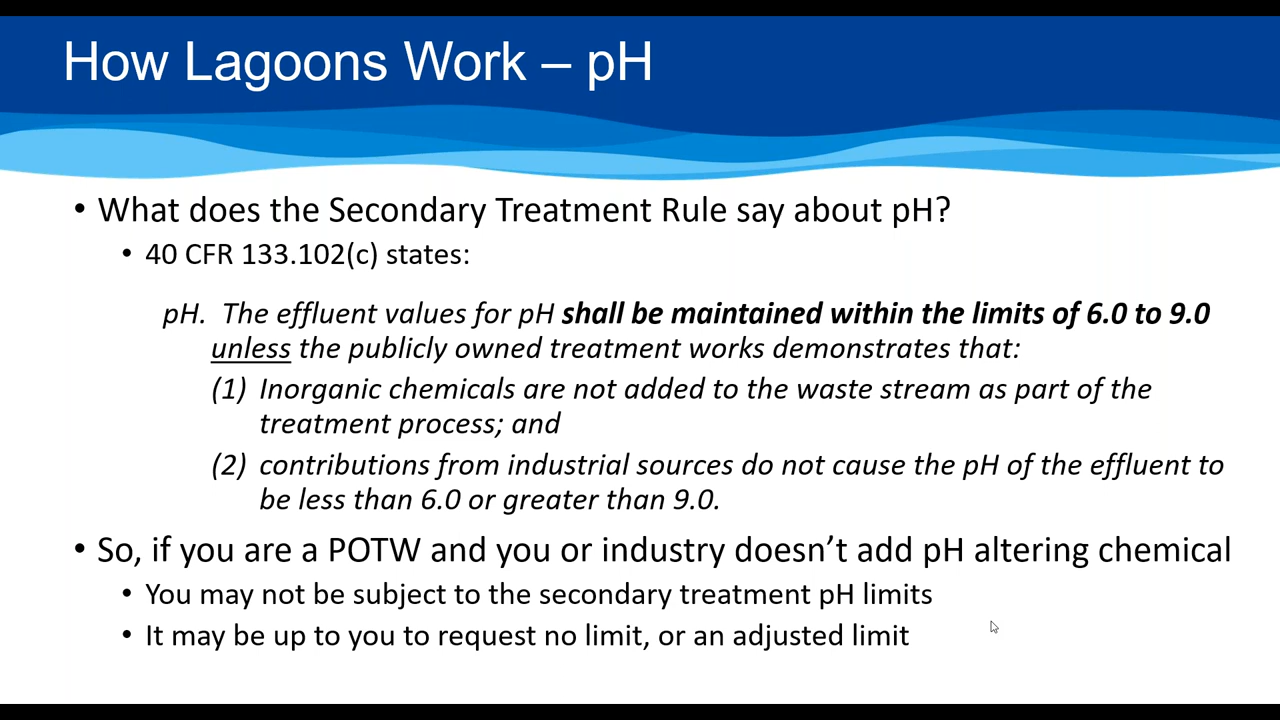 How Lagoons Work – pH
• What does the Secondary Treatment Rule say about pH?
• 40 CFR 133.102(c) states:
pH. The effluent values for pH shall be maintained within the limits of 6.0 to 9.0
unless the publicly owned treatment works demonstrates that:
(1) Inorganic chemicals are not added to the waste stream as part of the
treatment process; and
(2) contributions from industrial sources do not cause the pH of the effluent to
be less than 6.0 or greater than 9.0.
• So, if you are a POTW and you or industry doesn’t add pH altering chemical
• You may not be subject to the secondary treatment pH limits
• It may be up to you to request no limit, or an adjusted limit